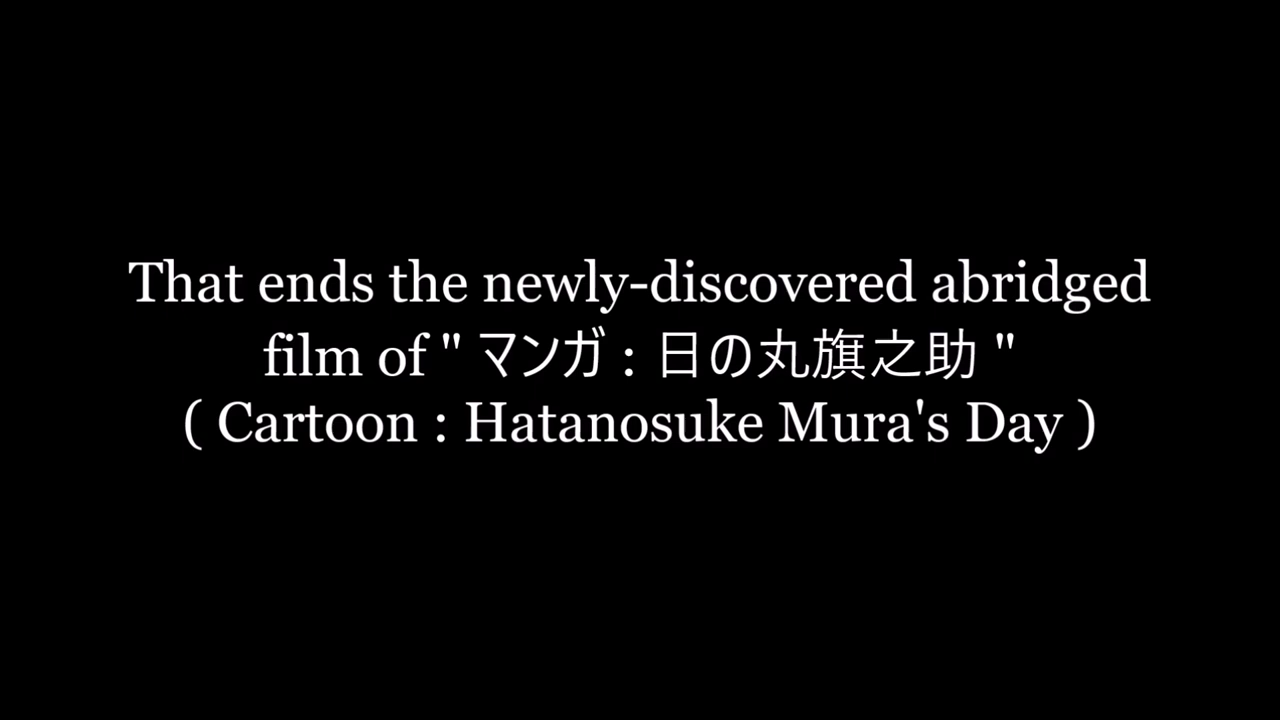 That ends the newly-discovered abridged
film of " マンガ : 日の丸旗之助 "
( Cartoon : Hatanosuke Mura's Day )